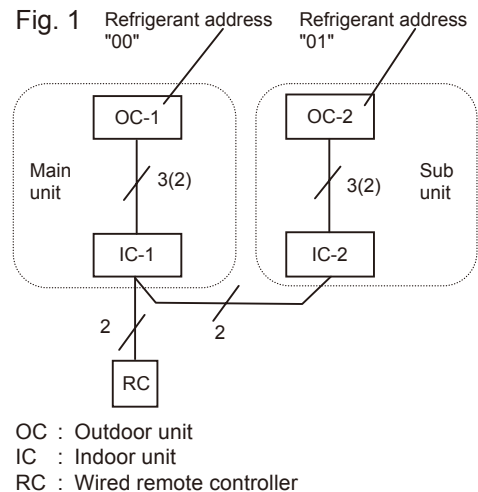 Fig. 1
Refrigerant address
"00"
Refrigerant address
"01"
OC-1
OC-2
Main
unit
3(2)
3(2)
Sub
unit
IC-1
IC-2
2
2
RC
OC : Outdoor unit
IC : Indoor unit
RC : Wired remote controller